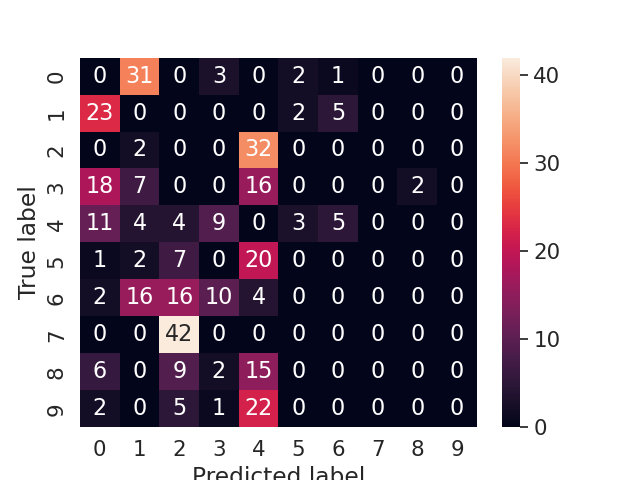 0 0 31 0 3 0 2 1 0 0 0
1 23 0 0 0 0 2 5 0 0 0
2 0 2 0 0 32 0 0 0 0 0
3 18 7 0 0 16 0 0 0 2 0
4 11 4 4 9 0 3 5 0 0 0
5 1 2 7 0 20 0 0 0 0 0
6 2 16 16 10 4 0 0 0 0 0
7 0 0 42 0 0 0 0 0 0 0
8 6 0 9 2 15 0 0 0 0 0
9 2 0 5 1 22 0 0 0 0 0
0 1 2 3 4 5 6 7 8 9
Predicted label
True label
40
30
20
10
0